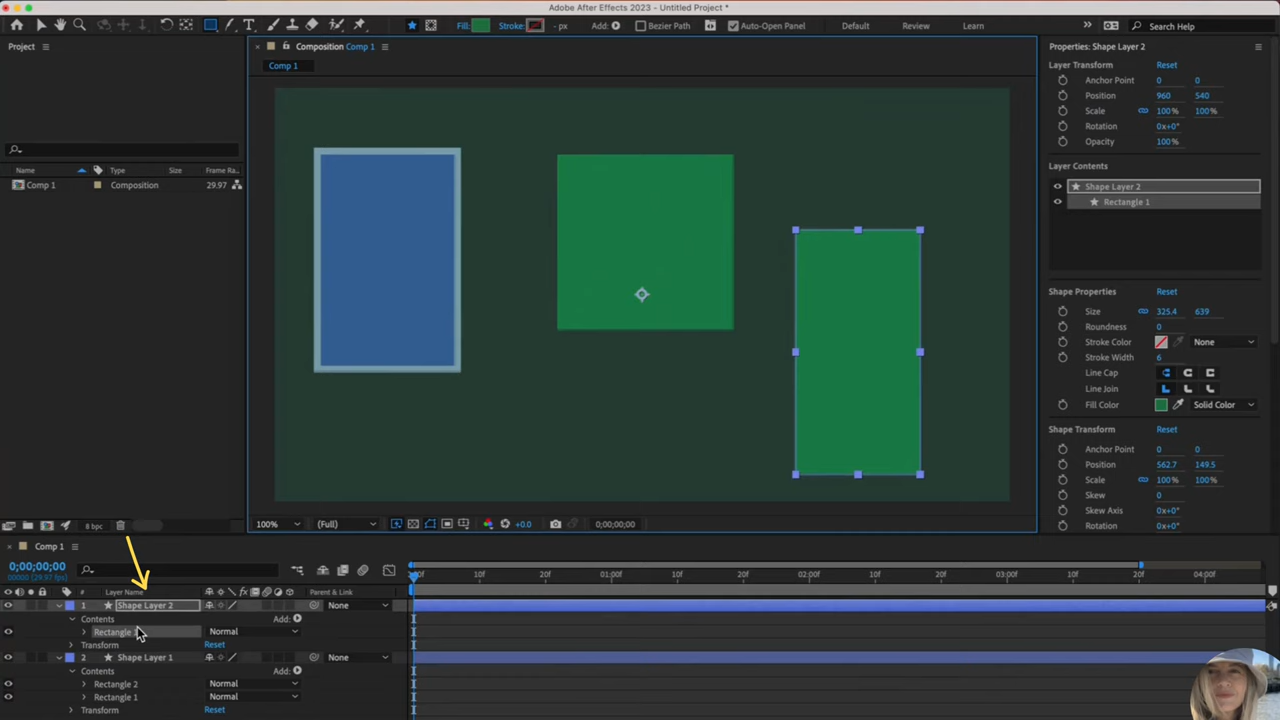 Adobe After Effects 2023 - Untitled Project *
Fill: Stroke: - px Add: Bezier Path Auto-Open Panel Default Review Learn Search Help
Project
Name Type Size Frame Ra..
Comp 1 Composition 29.97
8 bpc
Composition Comp 1
Comp 1
100% (Full) +0.0 0;00;00;00
Properties: Shape Layer 2
Layer Transform Reset
Anchor Point 0 0
Position 960 540
Scale 100% 100%
Rotation 0x+0°
Opacity 100%
Layer Contents
Shape Layer 2
Rectangle 1
Shape Properties Reset
Size 325.4 639
Roundness 0
Stroke Color None
Stroke Width 6
Line Cap
Line Join
Fill Color Solid Color
Shape Transform Reset
Anchor Point 0 0
Position 562.7 149.5
Scale 100% 100%
Skew 0
Skew Axis 0x+0°
Rotation 0x+0°
Comp 1
0;00;00;00
00000 (29.97 fps)
10f 20f 01:00f 10f 20f 02:00f 10f 20f 03:00f 10f 20f 04:00f
# Layer Name Parent & Link
1 Shape Layer 2 None
Contents Add:
Rectangle Normal
Transform Reset
2 Shape Layer 1 None
Contents Add:
Rectangle 2 Normal
Rectangle 1 Normal
Transform Reset